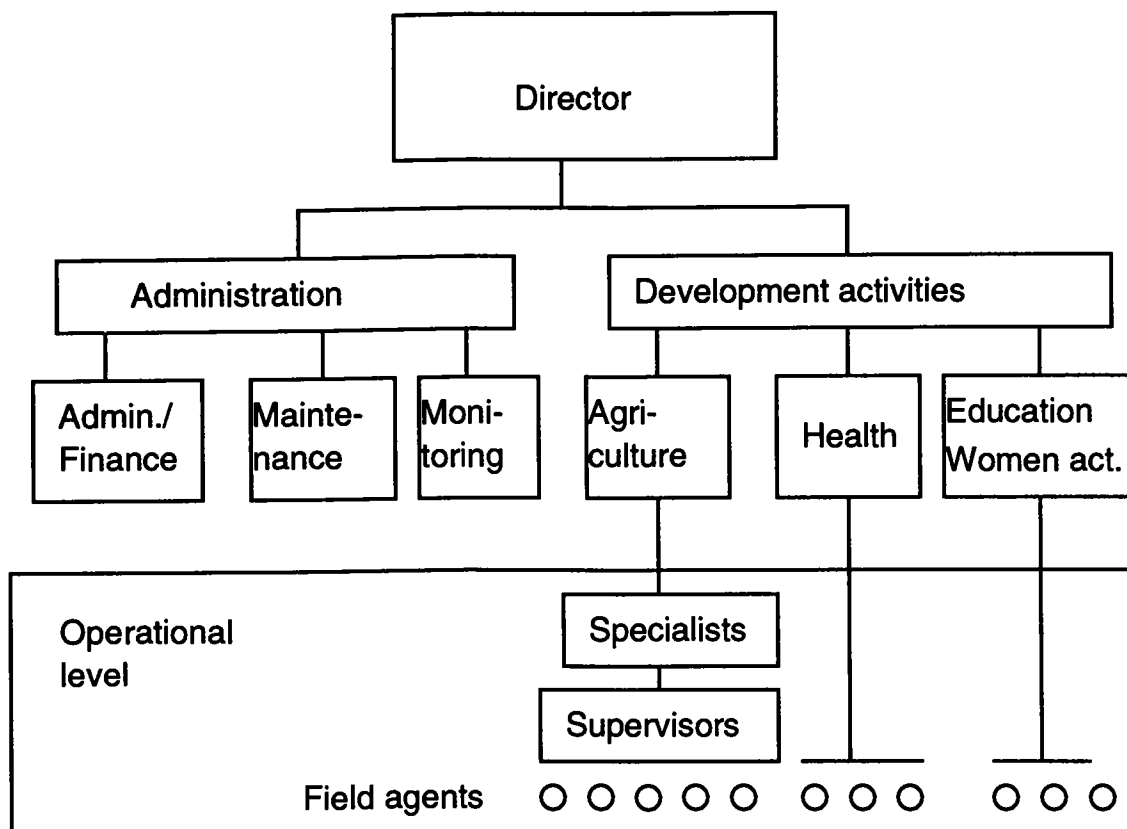 Director
Administration
Development activities
Admin./
Finance
Mainte-
nance
Moni-
toring
Agri-
culture
Health
Education
Women act.
Operational
level
Specialists
Supervisors
Field agents